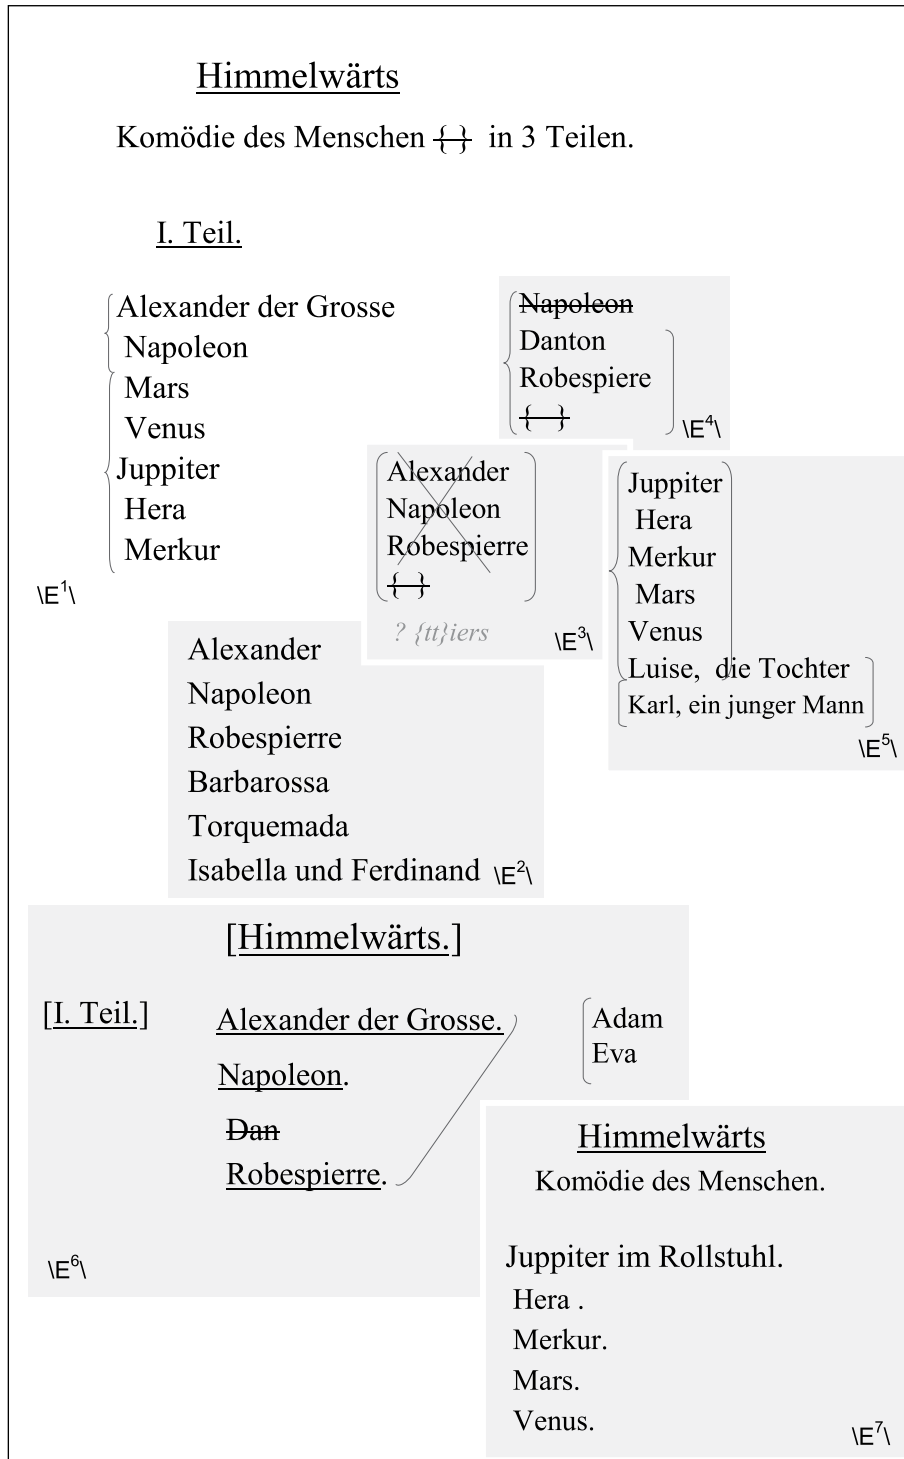 Himmelwärts
Komödie des Menschen {–} in 3 Teilen.
I. Teil.
Alexander der Grosse
Napoleon
Mars
Venus
Juppiter
Hera
Merkur
\E¹\
Napoleon
Danton
Robespiere
{—}
\E⁴\
Alexander
Napoleon
Robespierre
{—}
? {tt}iers
\E³\
Juppiter
Hera
Merkur
Mars
Venus
Luise, die Tochter
Karl, ein junger Mann
\E⁵\
Alexander
Napoleon
Robespierre
Barbarossa
Torquemada
Isabella und Ferdinand \E²\
[Himmelwärts.]
[I. Teil.]
Alexander der Grosse.
Napoleon.
Dan
Robespierre.
Adam
Eva
\E⁶\
Himmelwärts
Komödie des Menschen.
Juppiter im Rollstuhl.
Hera .
Merkur.
Mars.
Venus.
\E⁷\